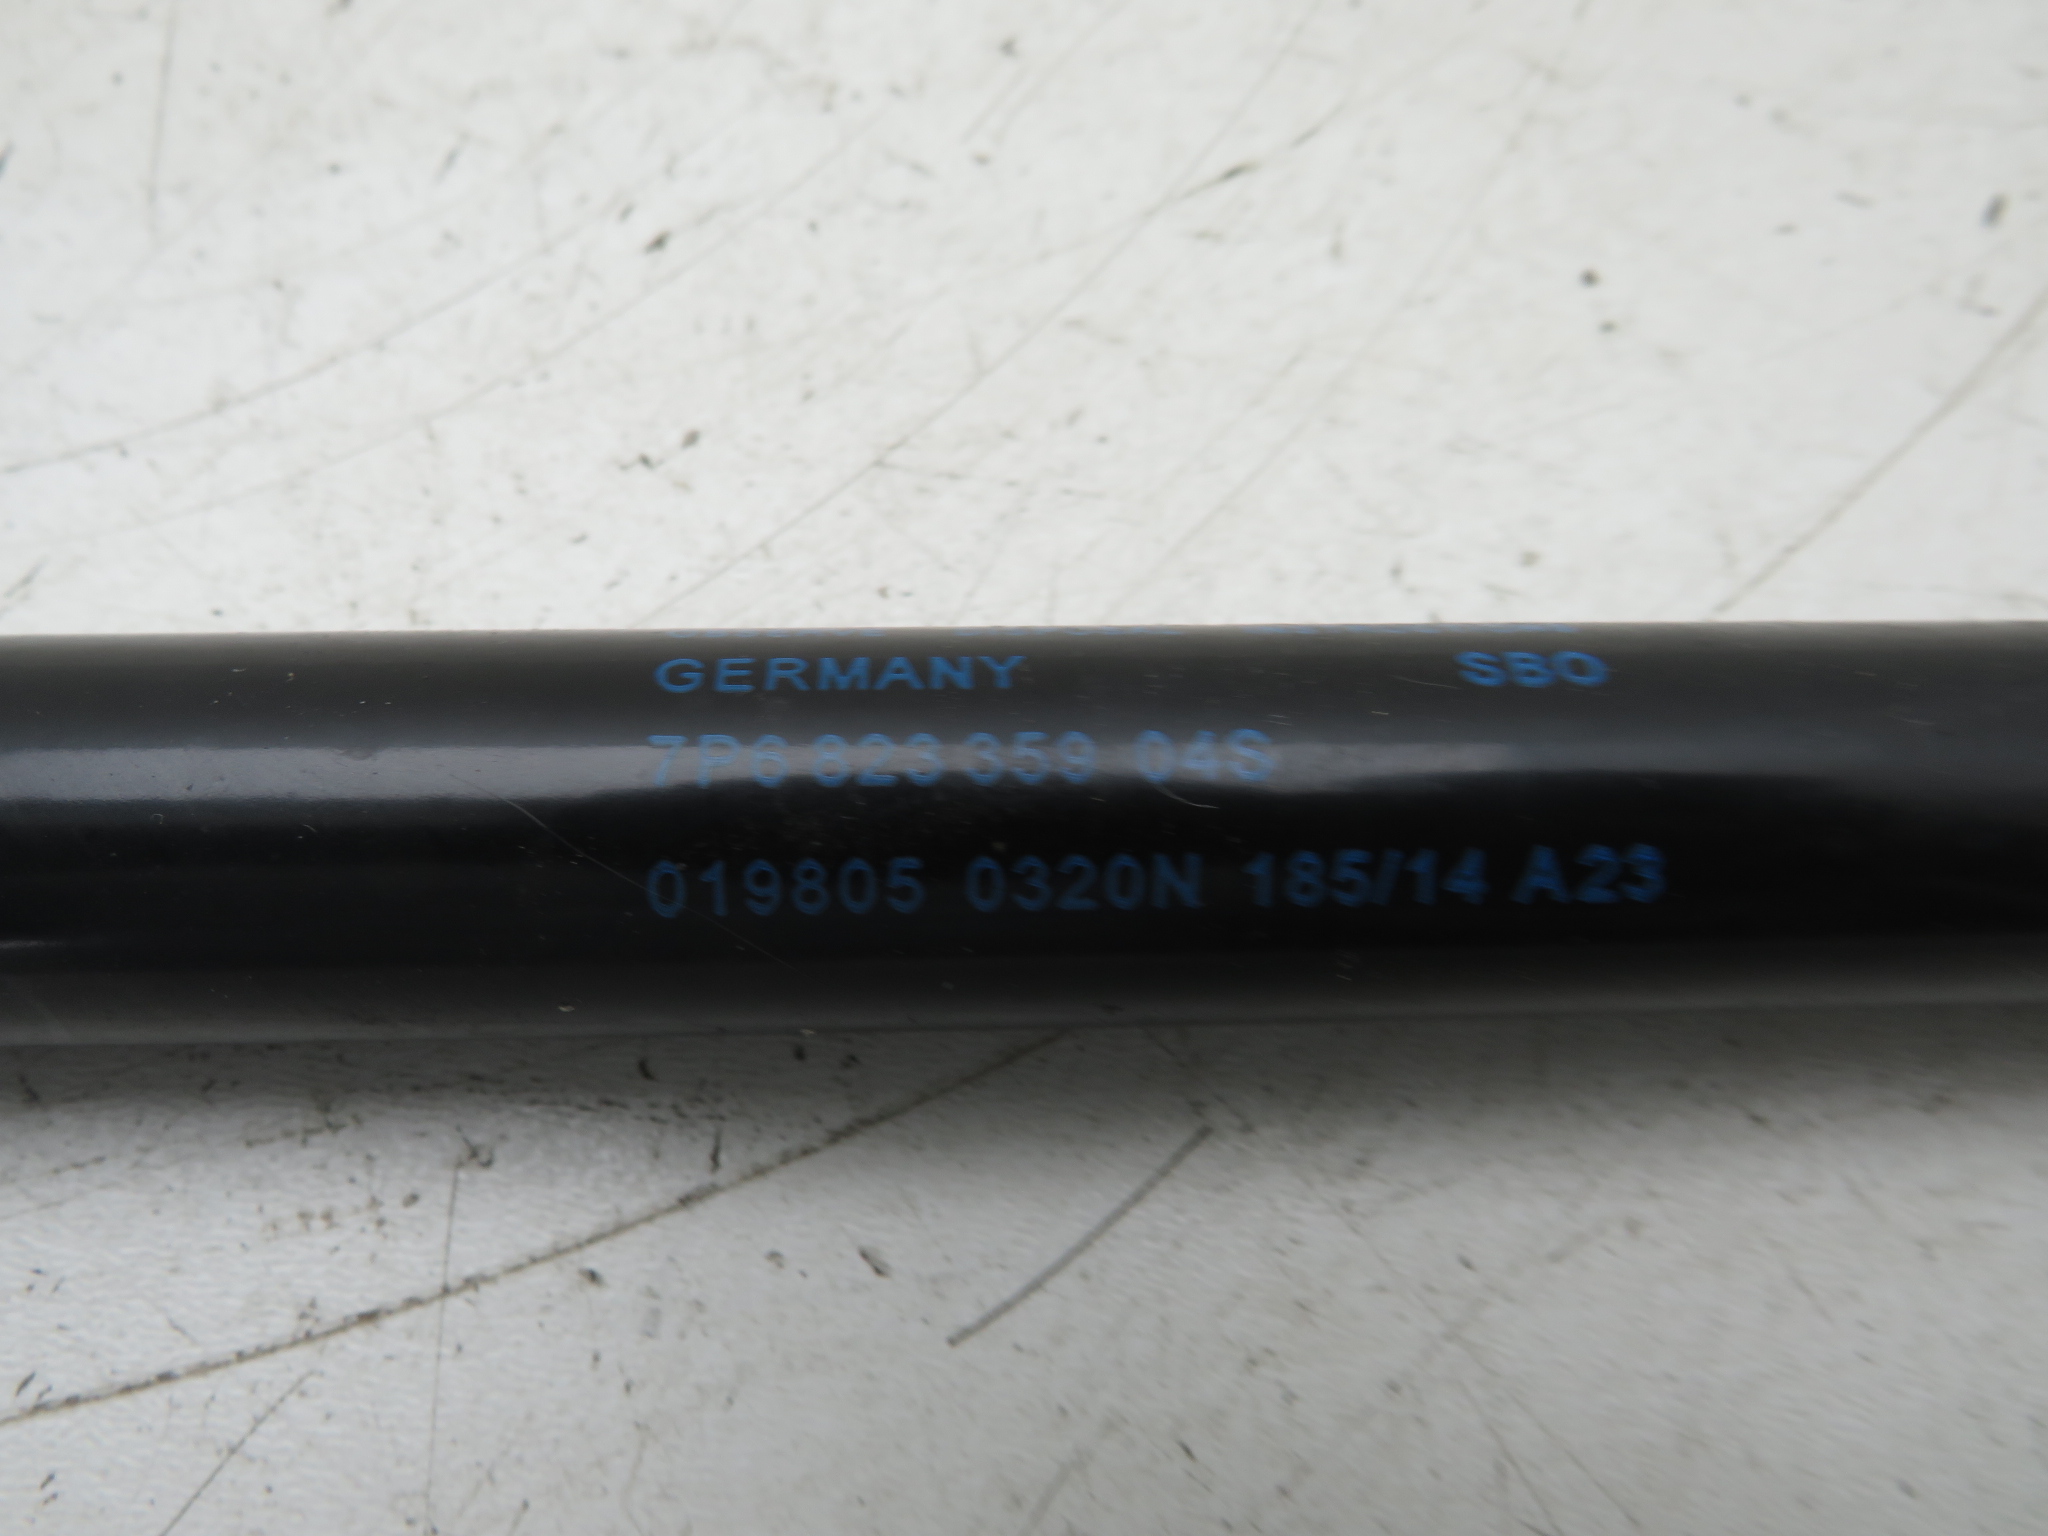 GERMANY SBO
7P6 823 359 04S
019805 0320N 185/14 A23